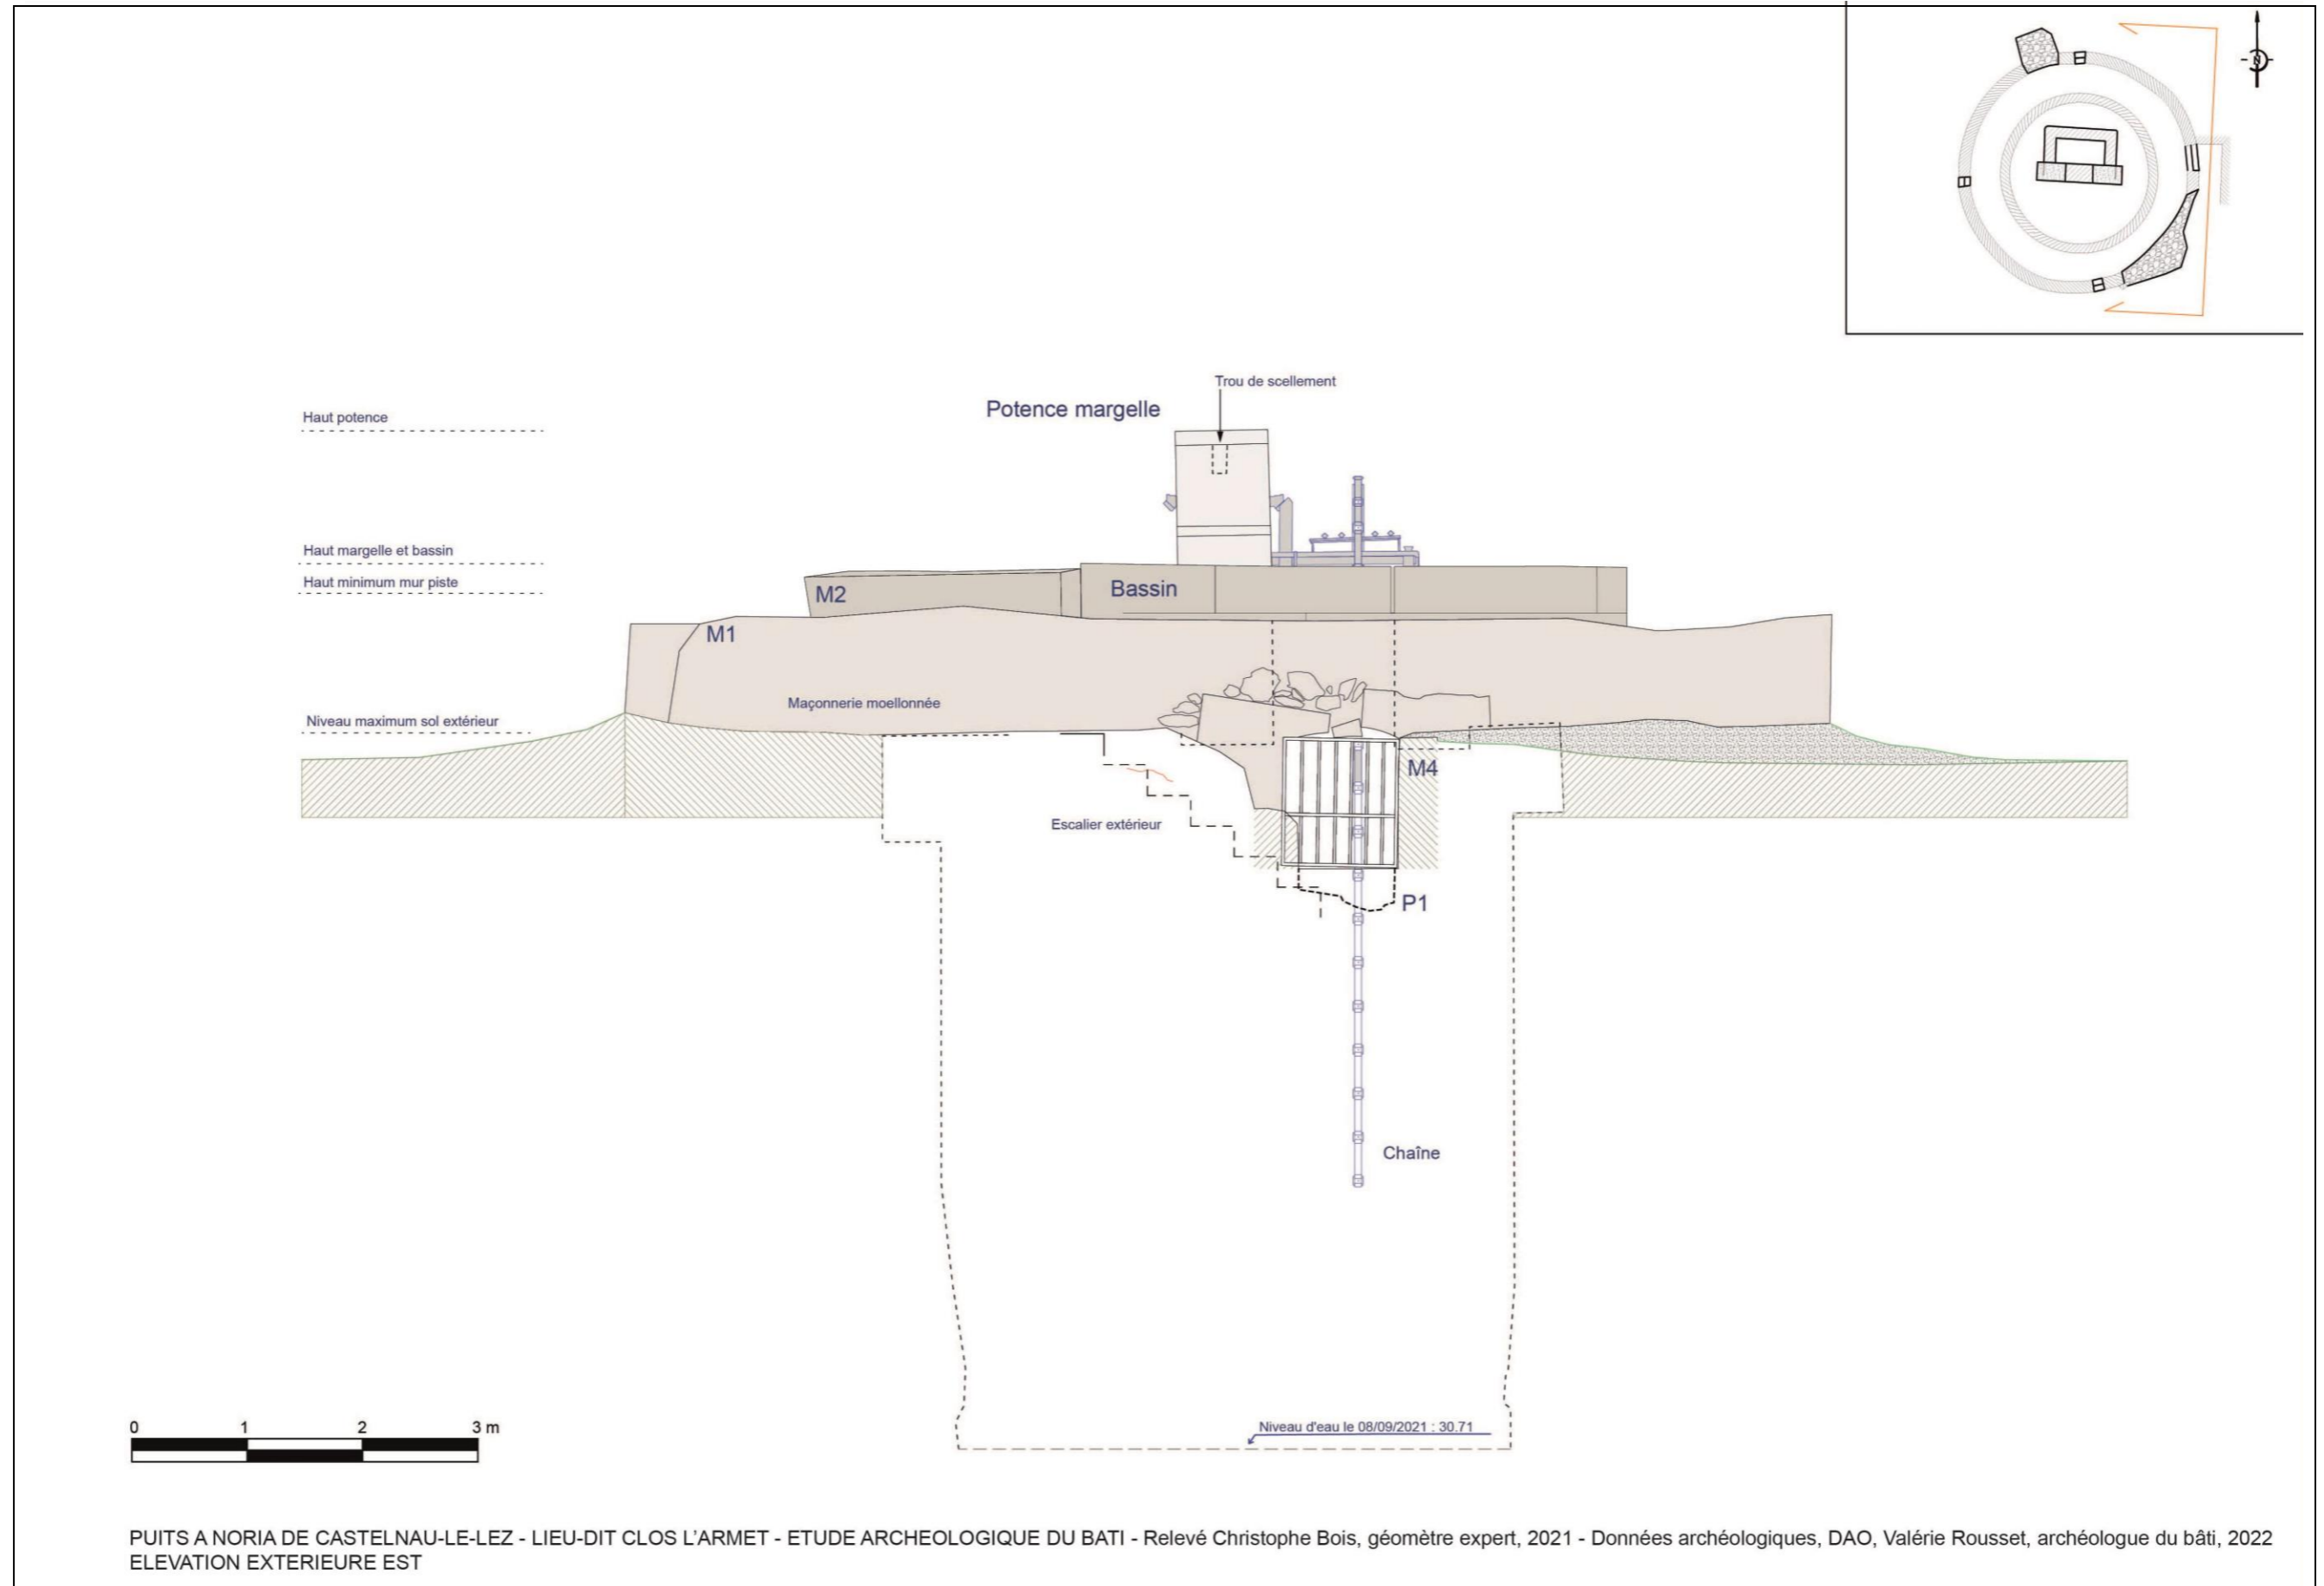 N
Trou de scellement
Potence margelle
Haut potence
Haut margelle et bassin
Haut minimum mur piste
M2
Bassin
M1
Maçonnerie moellonnée
Niveau maximum sol extérieur
M4
Escalier extérieur
P1
Chaîne
Niveau d'eau le 08/09/2021 : 30.71
0 1 2 3 m
PUITS A NORIA DE CASTELNAU-LE-LEZ - LIEU-DIT CLOS L'ARMET - ETUDE ARCHEOLOGIQUE DU BATI - Relevé Christophe Bois, géomètre expert, 2021 - Données archéologiques, DAO, Valérie Rousset, archéologue du bâti, 2022
ELEVATION EXTERIEURE EST